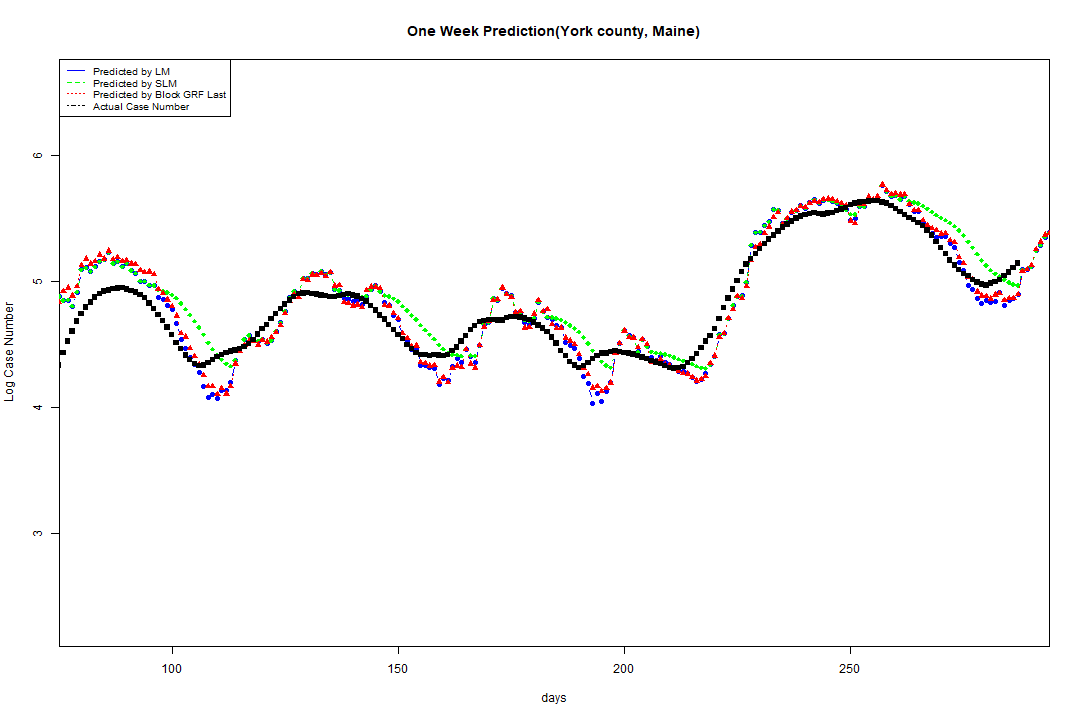 One Week Prediction(York county, Maine)
Predicted by LM
Predicted by SLM
Predicted by Block GRF Last
Actual Case Number
6
5
4
3
Log Case Number
100 150 200 250
days